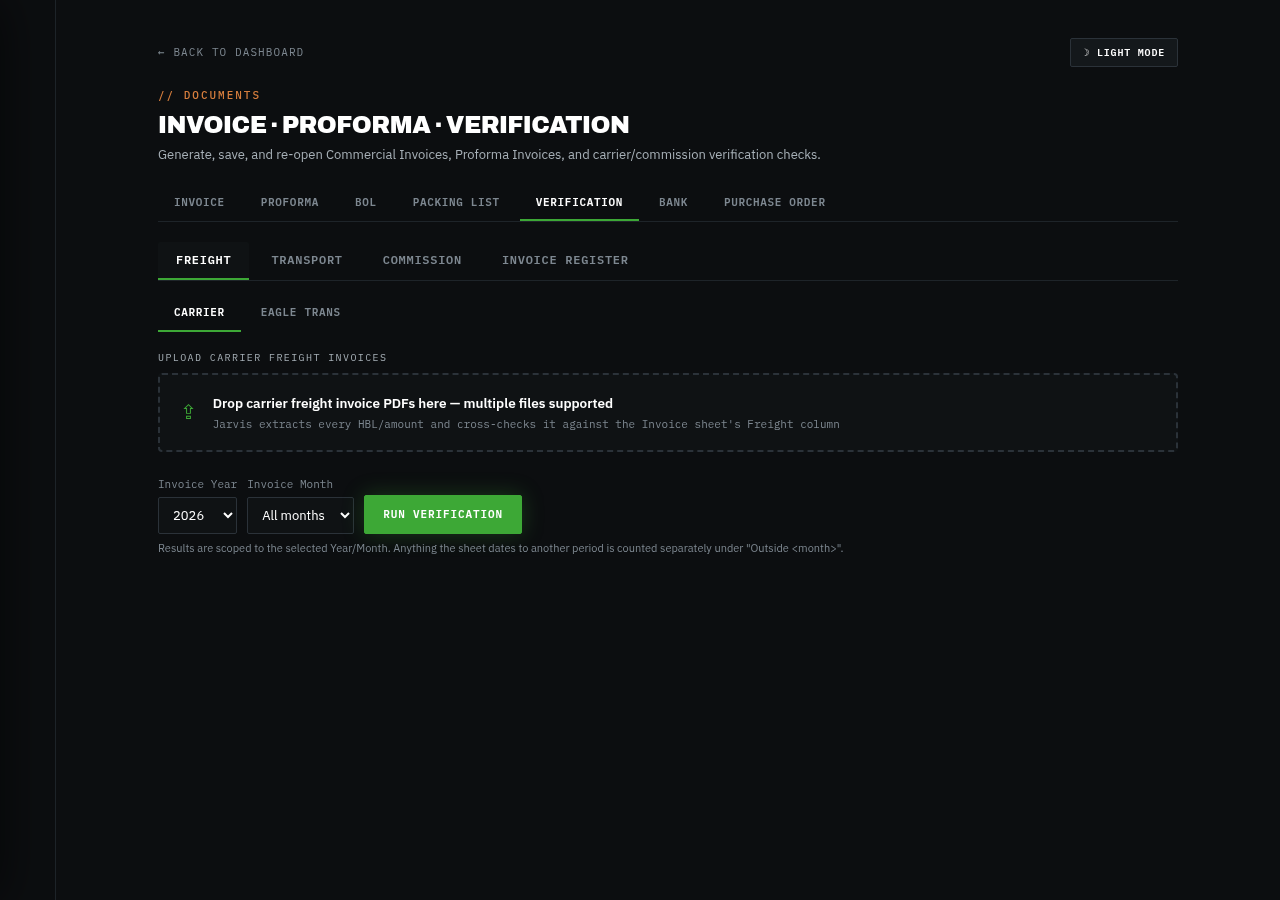 ← BACK TO DASHBOARD
☽ LIGHT MODE
// DOCUMENTS
INVOICE · PROFORMA · VERIFICATION
Generate, save, and re-open Commercial Invoices, Proforma Invoices, and carrier/commission verification checks.
INVOICE PROFORMA BOL PACKING LIST VERIFICATION BANK PURCHASE ORDER
FREIGHT TRANSPORT COMMISSION INVOICE REGISTER
CARRIER EAGLE TRANS
UPLOAD CARRIER FREIGHT INVOICES
⇪ Drop carrier freight invoice PDFs here — multiple files supported
Jarvis extracts every HBL/amount and cross-checks it against the Invoice sheet's Freight column
Invoice Year Invoice Month
2026 All months RUN VERIFICATION
Results are scoped to the selected Year/Month. Anything the sheet dates to another period is counted separately under "Outside <month>".